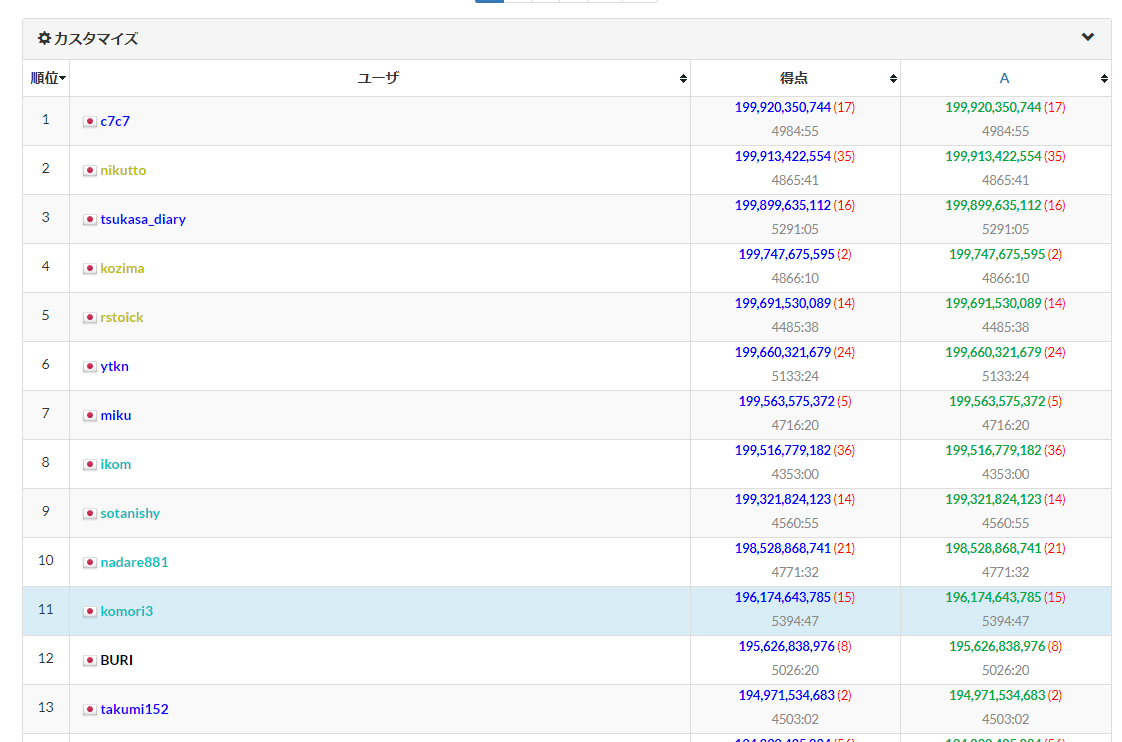 カスタマイズ
順位 ユーザ 得点 A
1 c7c7 199,920,350,744 (17) 199,920,350,744 (17)
4984:55 4984:55
2 nikutto 199,913,422,554 (35) 199,913,422,554 (35)
4865:41 4865:41
3 tsukasa_diary 199,899,635,112 (16) 199,899,635,112 (16)
5291:05 5291:05
4 kozima 199,747,675,595 (2) 199,747,675,595 (2)
4866:10 4866:10
5 rstoick 199,691,530,089 (14) 199,691,530,089 (14)
4485:38 4485:38
6 ytkn 199,660,321,679 (24) 199,660,321,679 (24)
5133:24 5133:24
7 miku 199,563,575,372 (5) 199,563,575,372 (5)
4716:20 4716:20
8 ikom 199,516,779,182 (36) 199,516,779,182 (36)
4353:00 4353:00
9 sotanishy 199,321,824,123 (14) 199,321,824,123 (14)
4560:55 4560:55
10 nadare881 198,528,868,741 (21) 198,528,868,741 (21)
4771:32 4771:32
11 komori3 196,174,643,785 (15) 196,174,643,785 (15)
5394:47 5394:47
12 BURI 195,626,838,976 (8) 195,626,838,976 (8)
5026:20 5026:20
13 takumi152 194,971,534,683 (2) 194,971,534,683 (2)
4503:02 4503:02